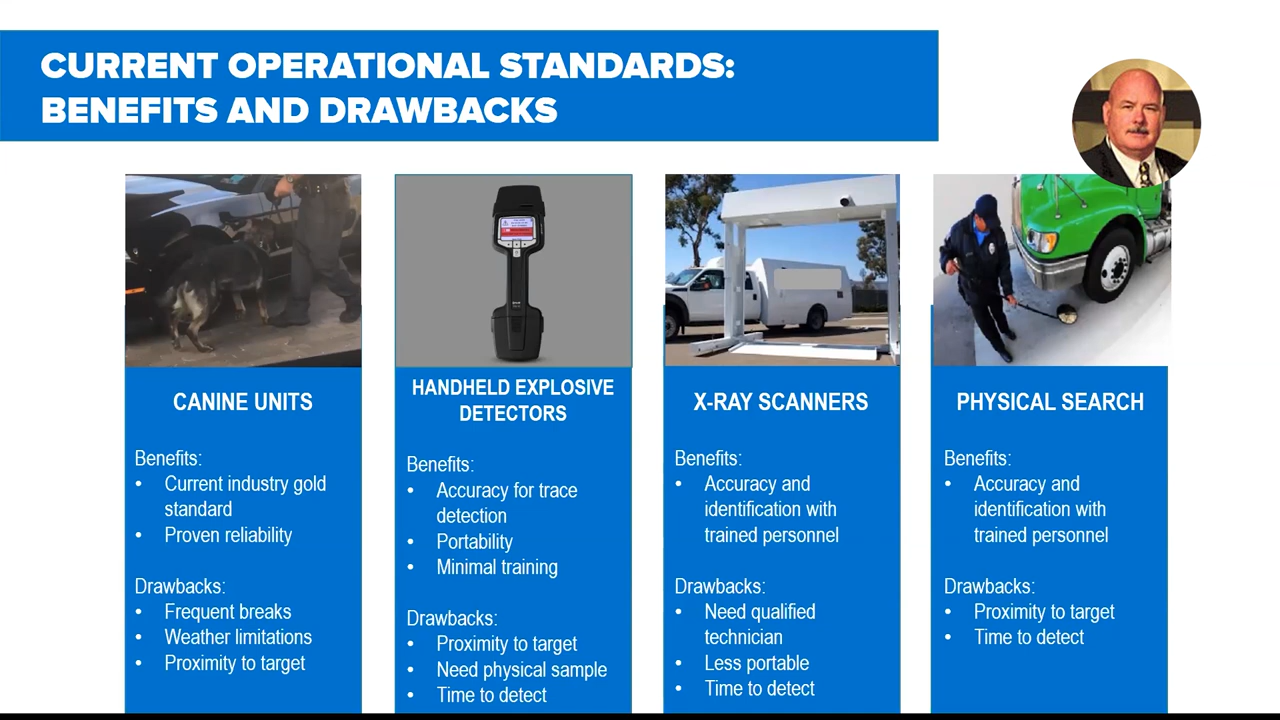 CURRENT OPERATIONAL STANDARDS:
BENEFITS AND DRAWBACKS
CANINE UNITS
Benefits:
• Current industry gold
standard
• Proven reliability
Drawbacks:
• Frequent breaks
• Weather limitations
• Proximity to target
HANDHELD EXPLOSIVE
DETECTORS
Benefits:
• Accuracy for trace
detection
• Portability
• Minimal training
Drawbacks:
• Proximity to target
• Need physical sample
• Time to detect
X-RAY SCANNERS
Benefits:
• Accuracy and
identification with
trained personnel
Drawbacks:
• Need qualified
technician
• Less portable
• Time to detect
PHYSICAL SEARCH
Benefits:
• Accuracy and
identification with
trained personnel
Drawbacks:
• Proximity to target
• Time to detect